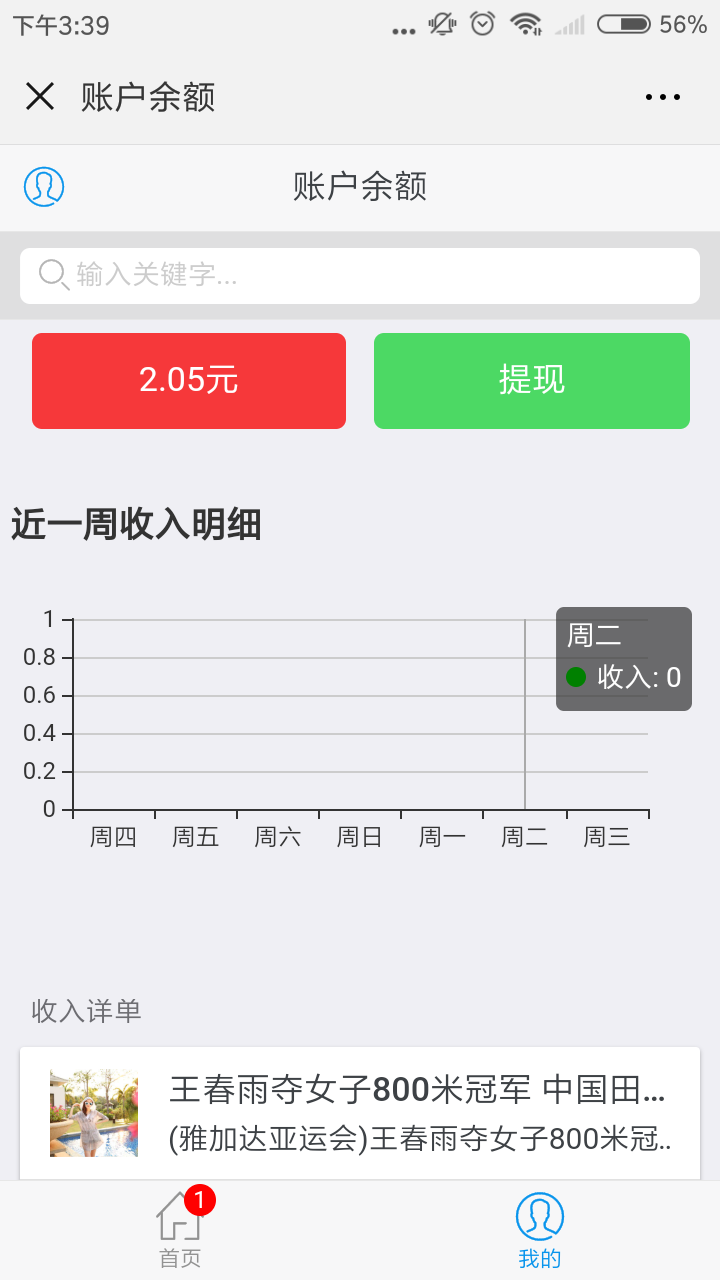 下午3:39
56%
账户余额
账户余额
输入关键字...
2.05元
提现
近一周收入明细
1
0.8
0.6
0.4
0.2
0
周二
收入: 0
周四 周五 周六 周日 周一 周二 周三
收入详单
王春雨夺女子800米冠军 中国田...
(雅加达亚运会)王春雨夺女子800米冠..
1
首页
我的